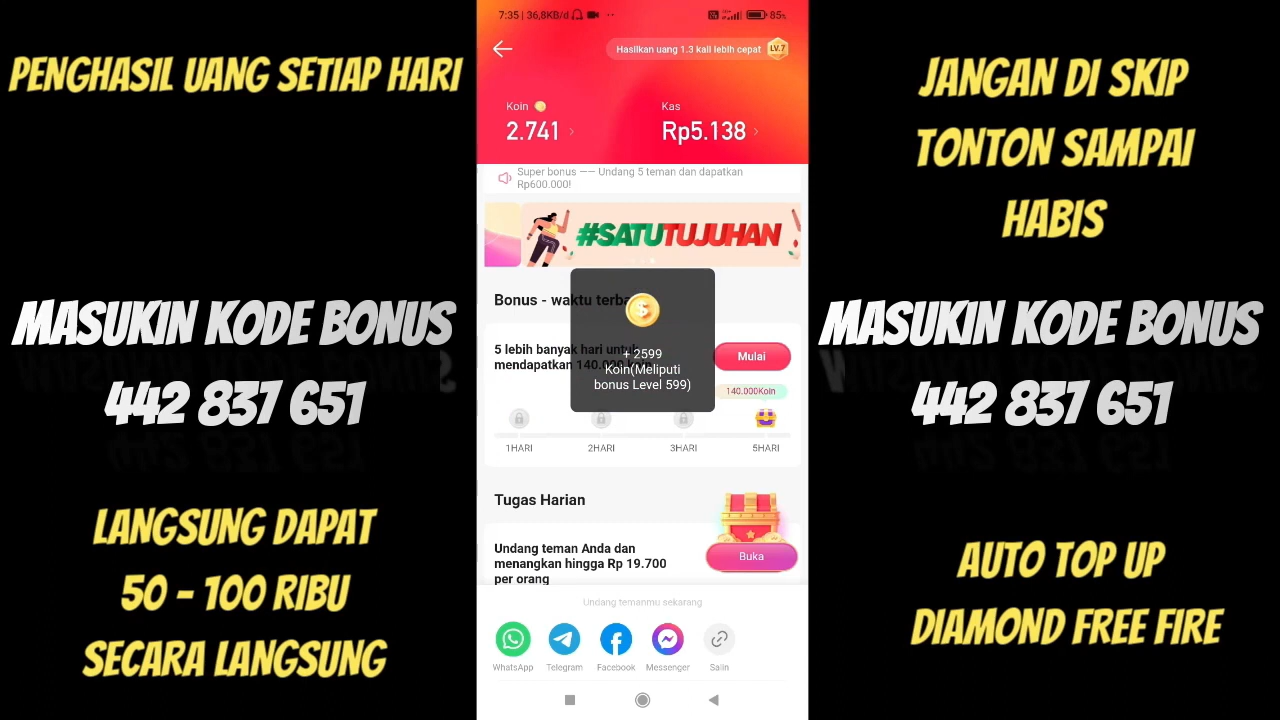 PENGHASIL UANG SETIAP HARI
MASUKIN KODE BONUS
442 837 651
LANGSUNG DAPAT
50 - 100 RIBU
SECARA LANGSUNG
7:35 | 36,8KB/d
85%
Hasilkan uang 1.3 kali lebih cepat LV.7
Koin
Kas
2.741
Rp5.138
Super bonus —— Undang 5 teman dan dapatkan
Rp600.000!
#SATUTUJUHAN
Bonus - waktu terba
5 lebih banyak hari untuk
mendapatkan 140.000 koin
Mulai
+ 2599
Koin(Meliputi
bonus Level 599)
140.000Koin
1HARI
2HARI
3HARI
5HARI
Tugas Harian
Undang teman Anda dan
menangkan hingga Rp 19.700
per orang
Buka
Undang temanmu sekarang
WhatsApp
Telegram
Facebook
Messenger
Salin
JANGAN DI SKIP
TONTON SAMPAI
HABIS
MASUKIN KODE BONUS
442 837 651
AUTO TOP UP
DIAMOND FREE FIRE